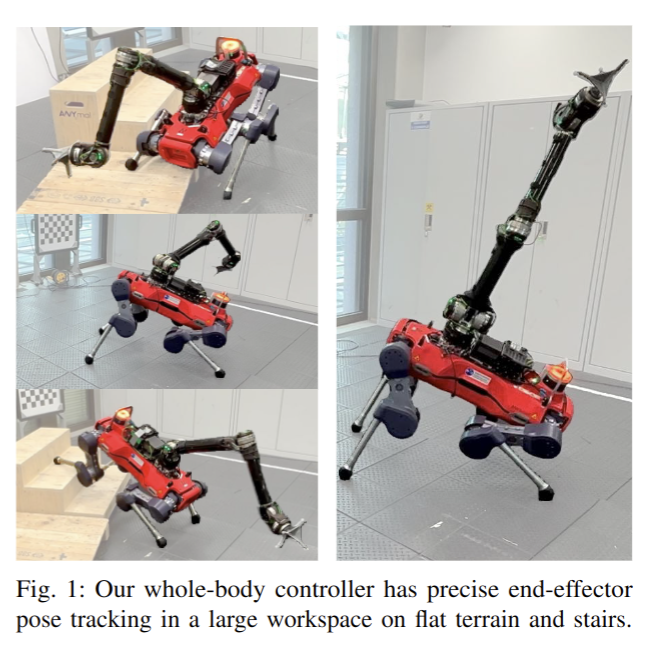 ANYmal
Fig. 1: Our whole-body controller has precise end-effector
pose tracking in a large workspace on flat terrain and stairs.